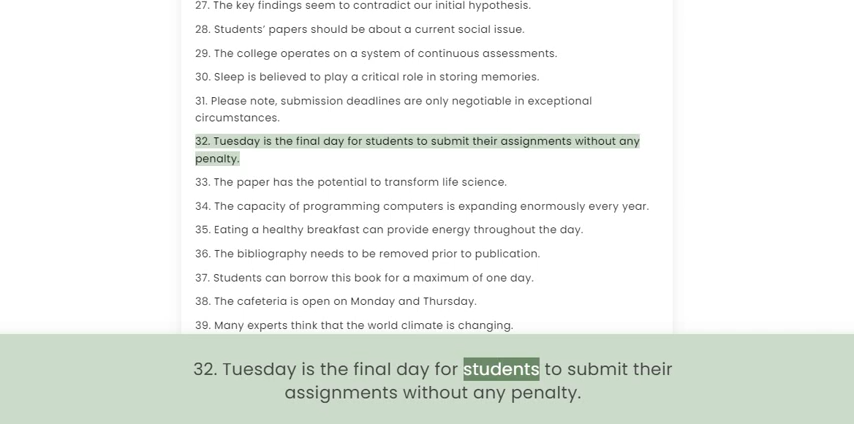 27. The key findings seem to contradict our initial hypothesis.
28. Students’ papers should be about a current social issue.
29. The college operates on a system of continuous assessments.
30. Sleep is believed to play a critical role in storing memories.
31. Please note, submission deadlines are only negotiable in exceptional
circumstances.
32. Tuesday is the final day for students to submit their assignments without any
penalty.
33. The paper has the potential to transform life science.
34. The capacity of programming computers is expanding enormously every year.
35. Eating a healthy breakfast can provide energy throughout the day.
36. The bibliography needs to be removed prior to publication.
37. Students can borrow this book for a maximum of one day.
38. The cafeteria is open on Monday and Thursday.
39. Many experts think that the world climate is changing.
32. Tuesday is the final day for students to submit their
assignments without any penalty.